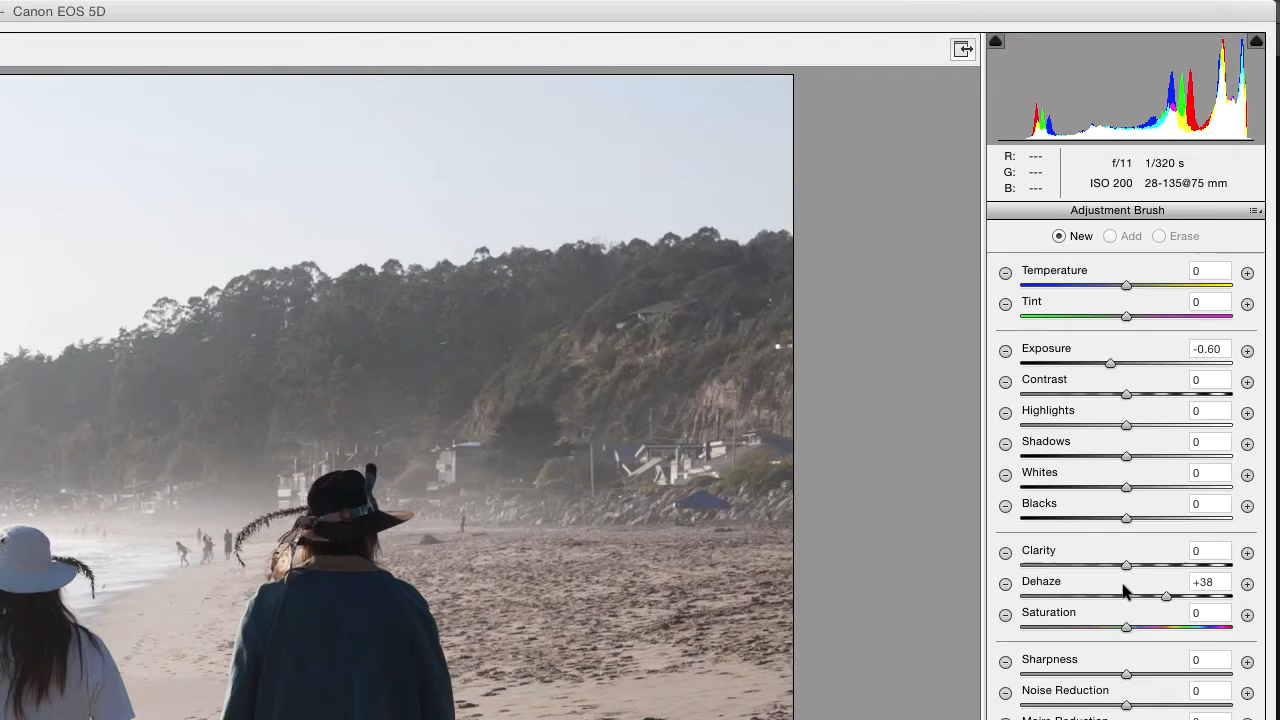 - Canon EOS 5D
R: ---
G: ---
B: ---
f/11 1/320 s
ISO 200 28-135@75 mm
Adjustment Brush
New Add Erase
Temperature 0
Tint 0
Exposure -0.60
Contrast 0
Highlights 0
Shadows 0
Whites 0
Blacks 0
Clarity 0
Dehaze +38
Saturation 0
Sharpness 0
Noise Reduction 0